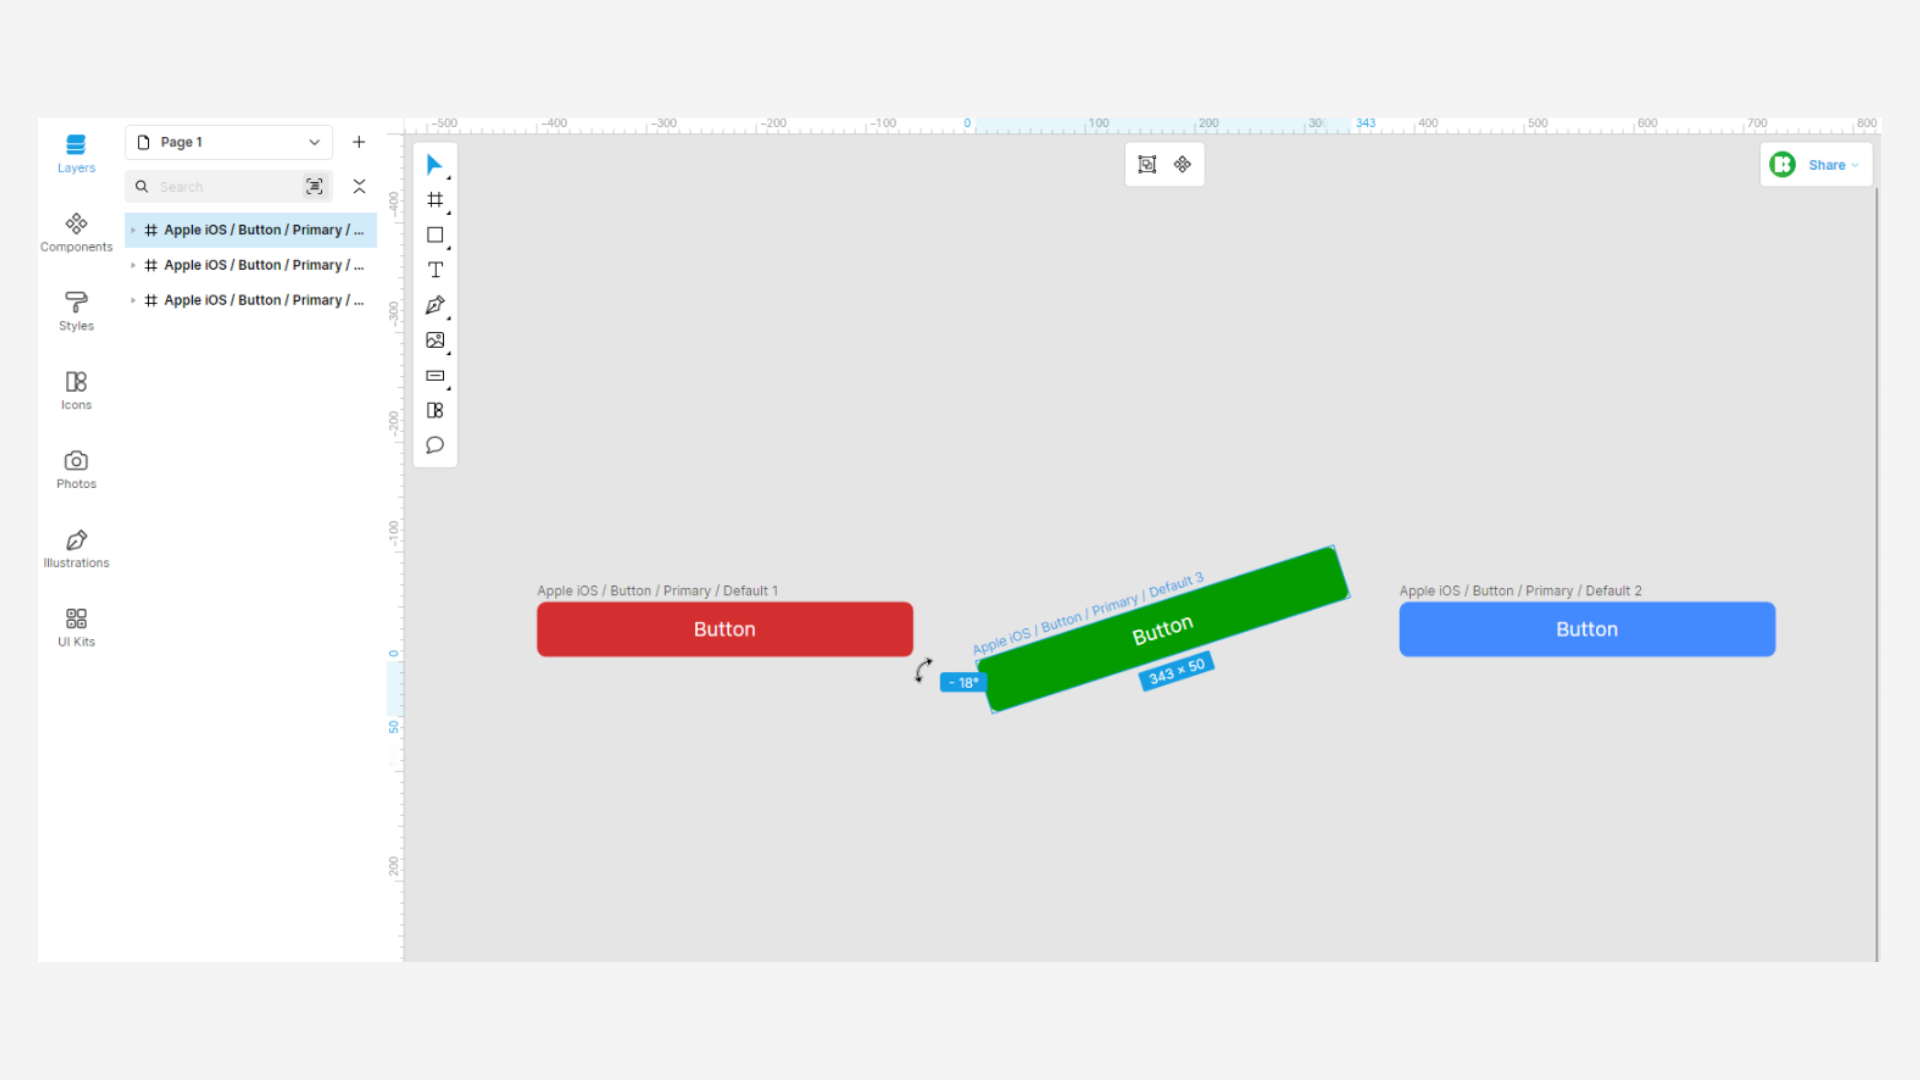 Layers
Components
Styles
Icons
Photos
Illustrations
UI Kits
Page 1
Search
Apple iOS / Button / Primary / ...
Apple iOS / Button / Primary / ...
Apple iOS / Button / Primary / ...
-500 -400 -300 -200 -100 0 100 200 30 343 400 500 600 700 800
-400
-300
-200
-100
0
50
200
Share
Apple iOS / Button / Primary / Default 1
Button
Apple iOS / Button / Primary / Default 3
Button
- 18°
343 × 50
Apple iOS / Button / Primary / Default 2
Button